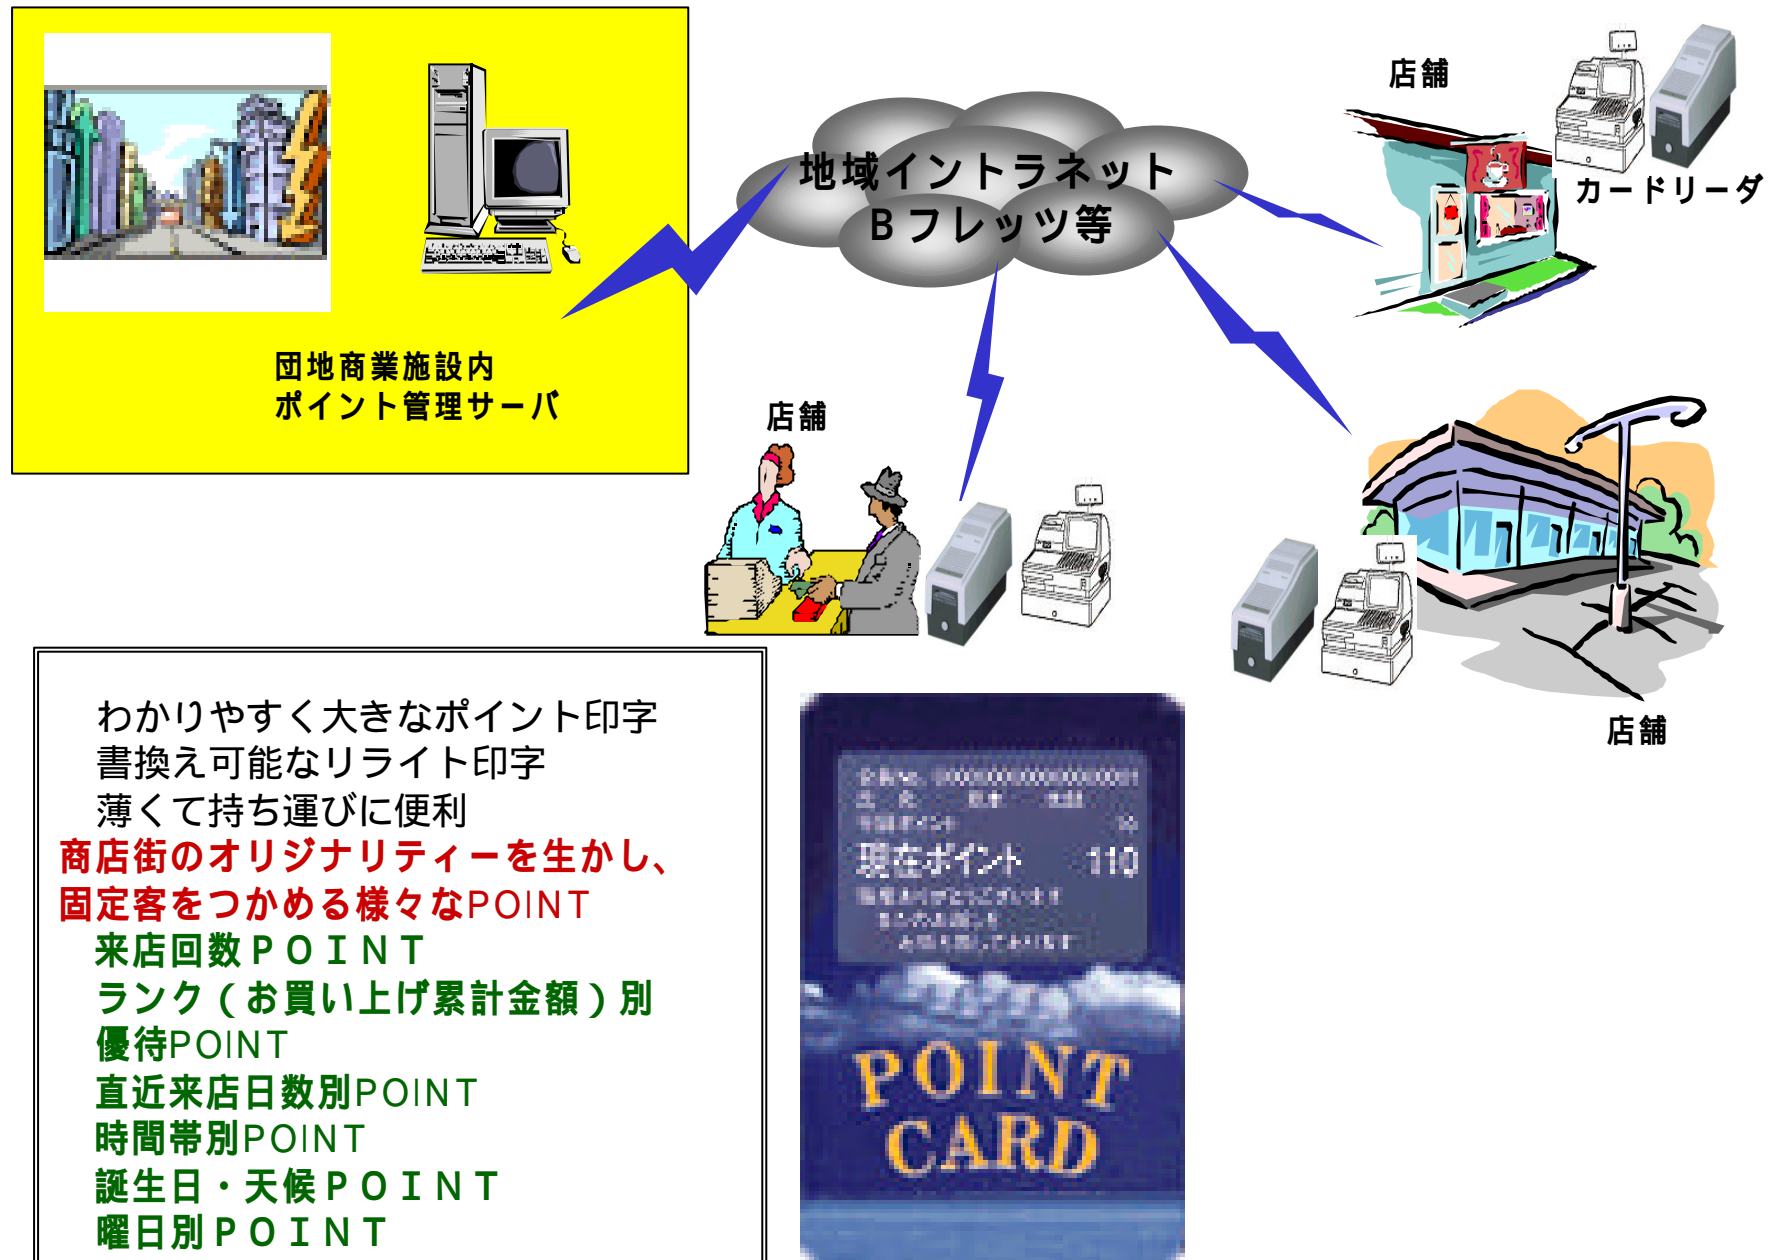 団地商業施設内
ポイント管理サーバ
地域イントラネット
Bフレッツ等
店舗
カードリーダ
店舗
店舗
わかりやすく大きなポイント印字
書換え可能なリライト印字
薄くて持ち運びに便利
商店街のオリジナリティーを生かし、
固定客をつかめる様々なPOINT
来店回数ＰＯＩＮＴ
ランク（お買い上げ累計金額）別
優待POINT
直近来店日数別POINT
時間帯別POINT
誕生日・天候ＰＯＩＮＴ
曜日別ＰＯＩＮＴ
現在ポイント 110
POINT
CARD